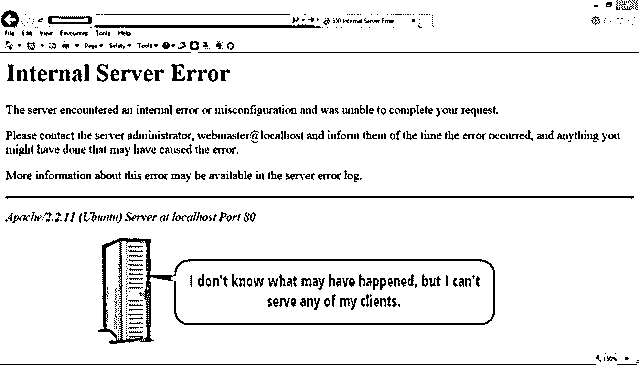 500 Internal Server Error
File Edit View Favourites Tools Help
Page Safety Tools
Internal Server Error
The server encountered an internal error or misconfiguration and was unable to complete your request.
Please contact the server administrator, webmaster@localhost and inform them of the time the error occurred, and anything you
might have done that may have caused the error.
More information about this error may be available in the server error log.
Apache/2.2.11 (Ubuntu) Server at localhost Port 80
I don't know what may have happened, but I can't
serve any of my clients.
150%